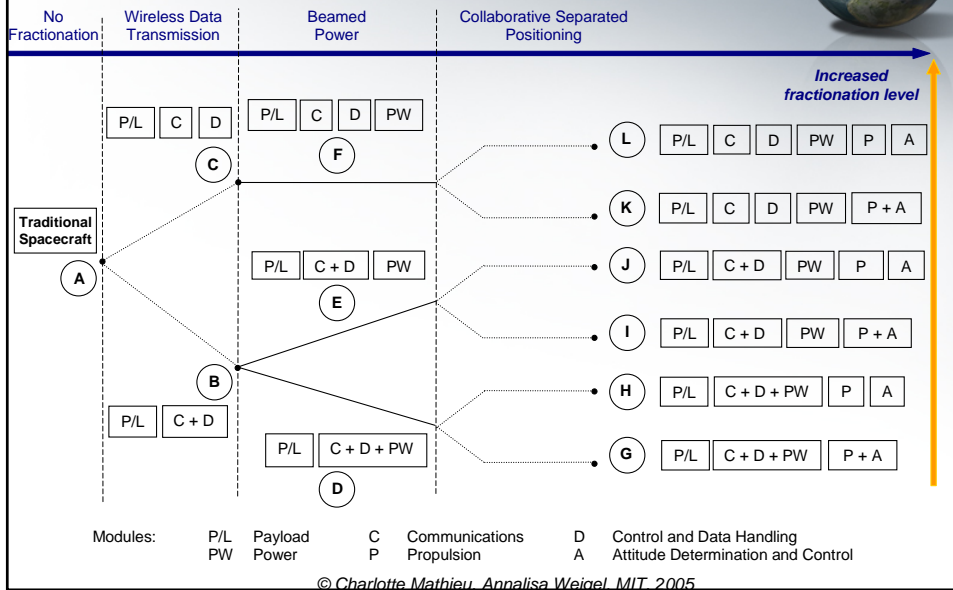 No Fractionation
Wireless Data Transmission
Beamed Power
Collaborative Separated Positioning
Increased fractionation level
P/L C D
C
P/L C D PW
F
L P/L C D PW P A
K P/L C D PW P + A
Traditional Spacecraft
A
P/L C + D PW
E
J P/L C + D PW P A
I P/L C + D PW P + A
B
P/L C + D
H P/L C + D + PW P A
P/L C + D + PW
D
G P/L C + D + PW P + A
Modules: P/L Payload C Communications D Control and Data Handling
PW Power P Propulsion A Attitude Determination and Control
© Charlotte Mathieu, Annalisa Weigel, MIT, 2005